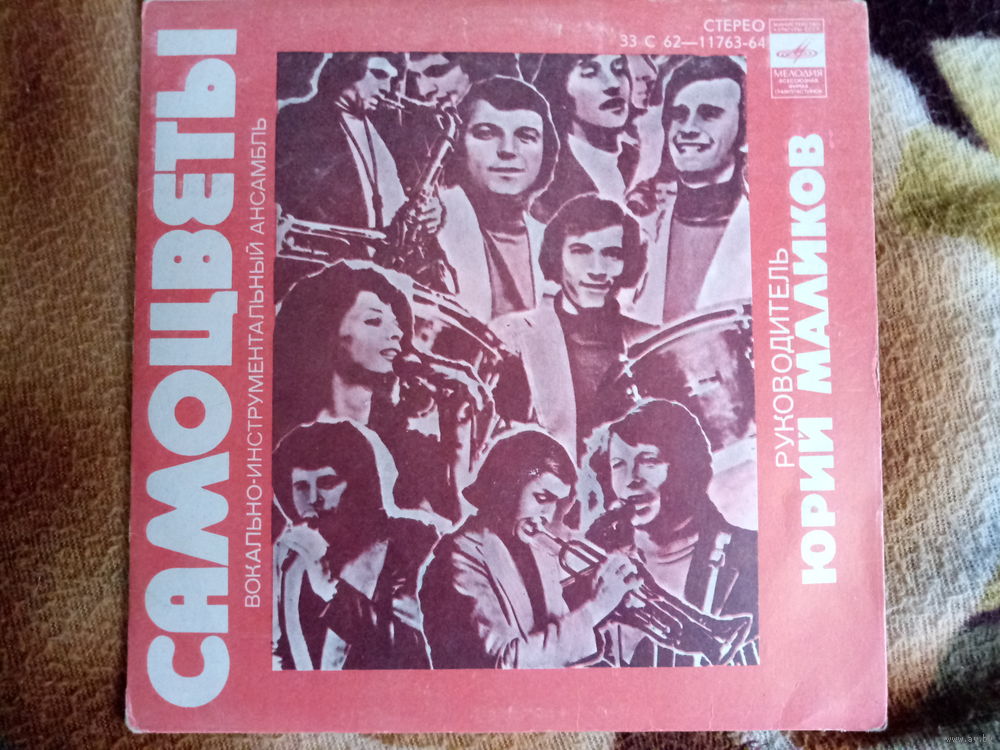 СТЕРЕО
33 С 62—11763-64
МЕЛОДИЯ
САМОЦВЕТЫ
ВОКАЛЬНО-ИНСТРУМЕНТАЛЬНЫЙ АНСАМБЛЬ
РУКОВОДИТЕЛЬ
ЮРИЙ МАЛИКОВ